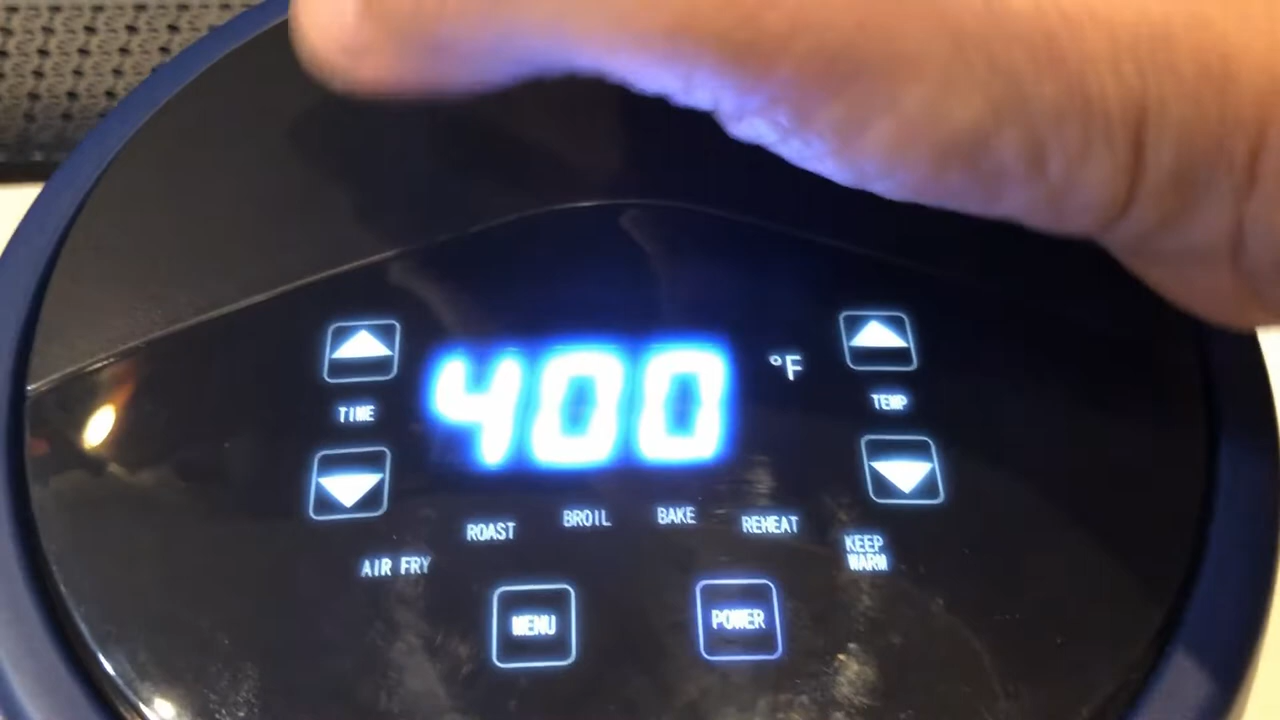 400 °F
TIME
TEMP
AIR FRY
ROAST
BROIL
BAKE
REHEAT
KEEP
WARM
MENU
POWER